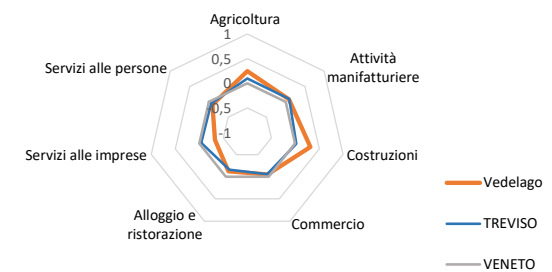 Agricoltura
1
0,5
0
-0,5
-1
Attività
manifatturiere
Costruzioni
Commercio
Alloggio e
ristorazione
Servizi alle imprese
Servizi alle persone
Vedelago
TREVISO
VENETO